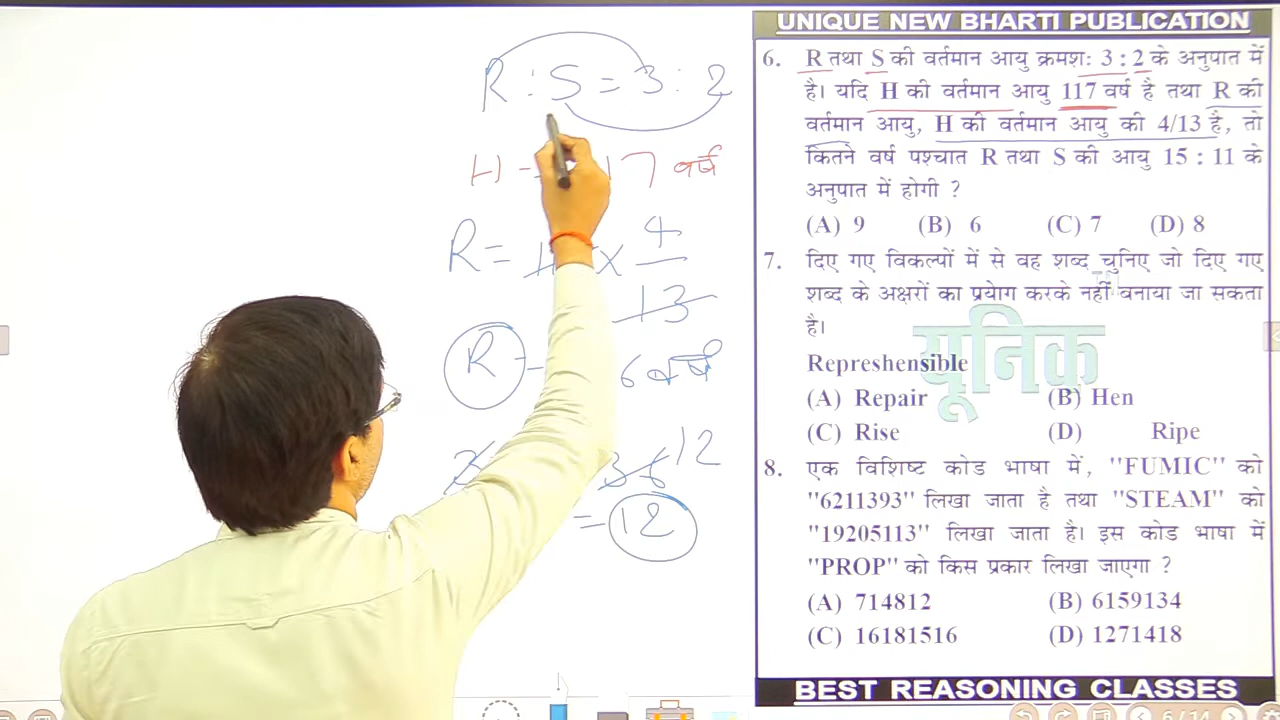 R : S = 3 : 2
17 वर्ष
R = × 4
13
R 6 वर्ष
36 12
= 12
UNIQUE NEW BHARTI PUBLICATION
6. R तथा S की वर्तमान आयु क्रमशः 3 : 2 के अनुपात में
है। यदि H की वर्तमान आयु 117 वर्ष है तथा R की
वर्तमान आयु, H की वर्तमान आयु की 4/13 है, तो
कितने वर्ष पश्चात R तथा S की आयु 15 : 11 के
अनुपात में होगी ?
(A) 9 (B) 6 (C) 7 (D) 8
7. दिए गए विकल्पों में से वह शब्द चुनिए जो दिए गए
शब्द के अक्षरों का प्रयोग करके नहीं बनाया जा सकता
है।
Represhensible
(A) Repair (B) Hen
(C) Rise (D) Ripe
यूनिक
8. एक विशिष्ट कोड भाषा में, "FUMIC" को
"6211393" लिखा जाता है तथा "STEAM" को
"19205113" लिखा जाता है। इस कोड भाषा में
"PROP" को किस प्रकार लिखा जाएगा ?
(A) 714812 (B) 6159134
(C) 16181516 (D) 1271418
BEST REASONING CLASSES